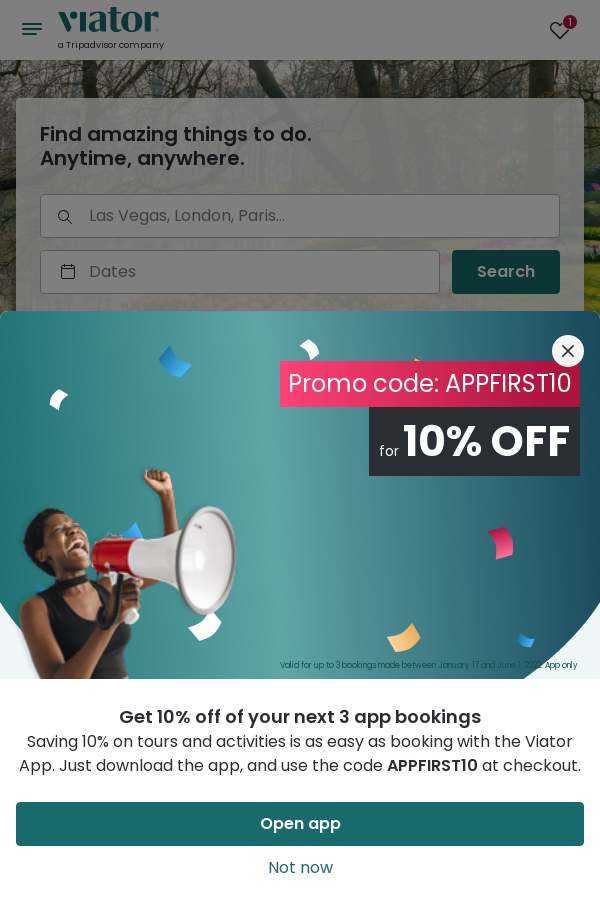 viator
a Tripadvisor company
1
Find amazing things to do.
Anytime, anywhere.
Las Vegas, London, Paris...
Dates
Search
Promo code: APPFIRST10
for 10% OFF
Valid for up to 3 bookings made between January 17 and June 1, 2022. App only
Get 10% off of your next 3 app bookings
Saving 10% on tours and activities is as easy as booking with the Viator
App. Just download the app, and use the code APPFIRST10 at checkout.
Open app
Not now